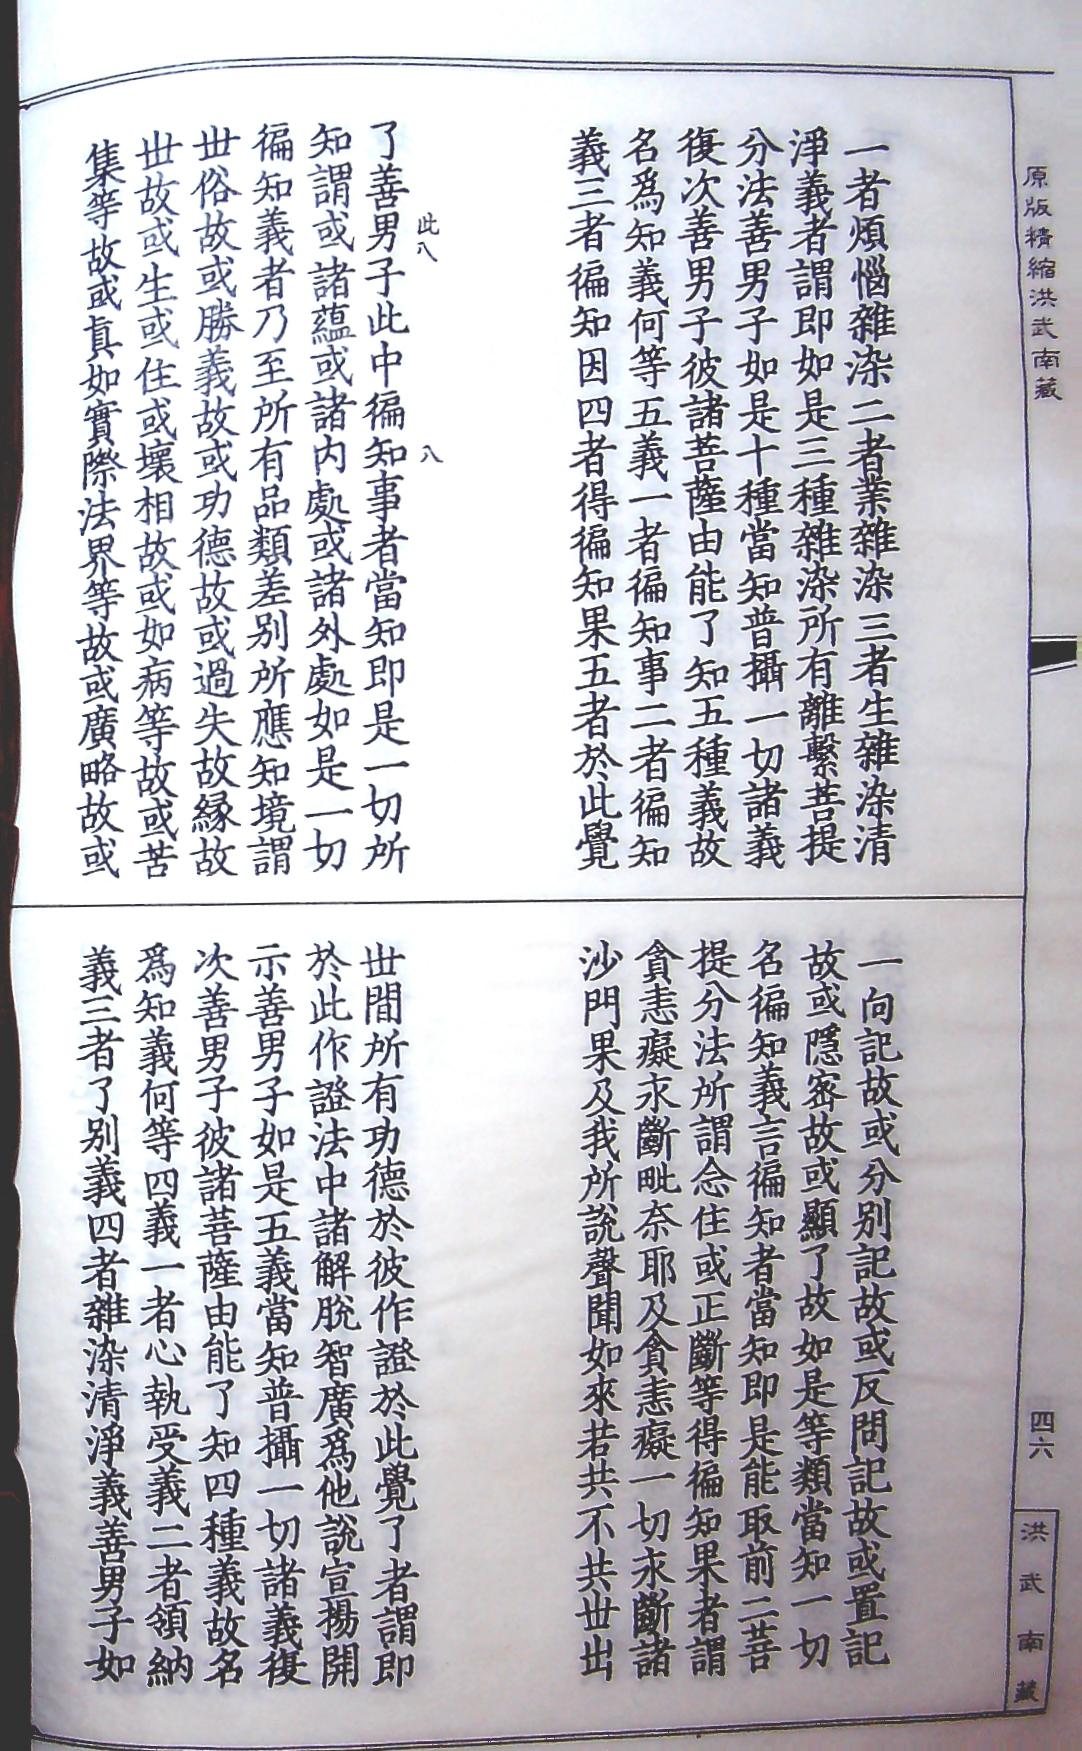 原版精縮洪武南藏
一者煩惱雜染二者業雜染三者生雜染清
淨義者謂即如是三種雜染所有離繫菩提
分法善男子如是十種當知普攝一切諸義
復次善男子彼諸菩薩由能了知五種義故
名爲知義何等五義一者徧知事二者徧知
義三者徧知因四者得徧知果五者於此覺
此八
八
了善男子此中徧知事者當知即是一切所
知謂或諸蘊或諸内處或諸外處如是一切
徧知義者乃至所有品類差别所應知境謂
丗俗故或勝義故或功德故或過失故縁故
丗故或生或住或壞相故或如病等故或苦
集等故或真如實際法界等故或廣略故或
一向記故或分别記故或反問記故或置記
故或隱密故或顯了故如是等類當知一切
名徧知義言徧知者當知即是能取前二菩
提分法所謂念住或正斷等得徧知果者謂
貪恚癡永斷毗奈耶及貪恚癡一切永斷諸
沙門果及我所說聲聞如來若共不共丗出
丗間所有功德於彼作證於此覺了者謂即
於此作證法中諸解脫智廣爲他說宣揚開
示善男子如是五義當知普攝一切諸義復
次善男子彼諸菩薩由能了知四種義故名
爲知義何等四義一者心執受義二者領納
義三者了别義四者雜染清淨義善男子如
四六
洪武南藏